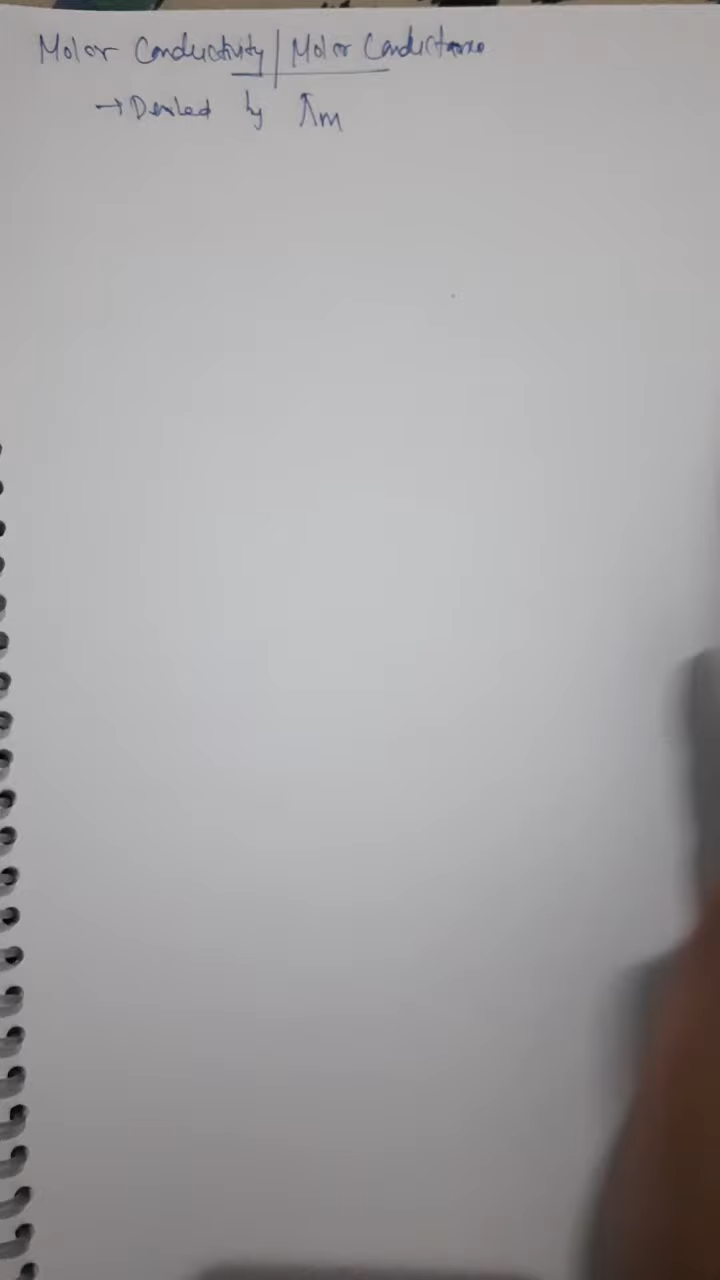 Molar Conductivity | Molar Conductance
→ Denoted by Λm